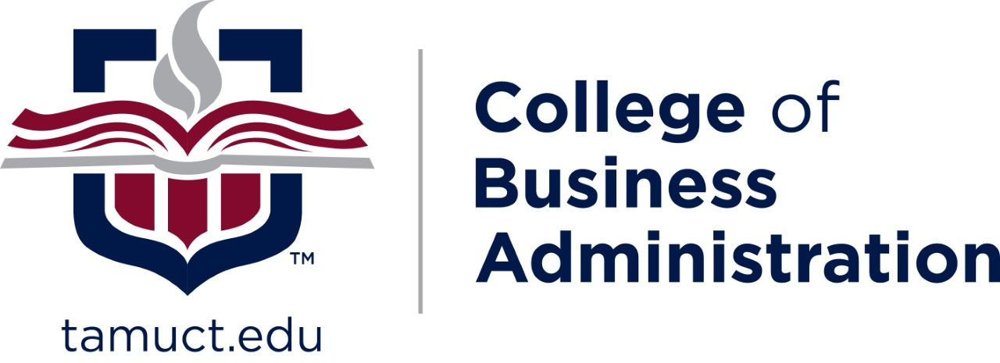 TM
tamuct.edu
College of
Business
Administration